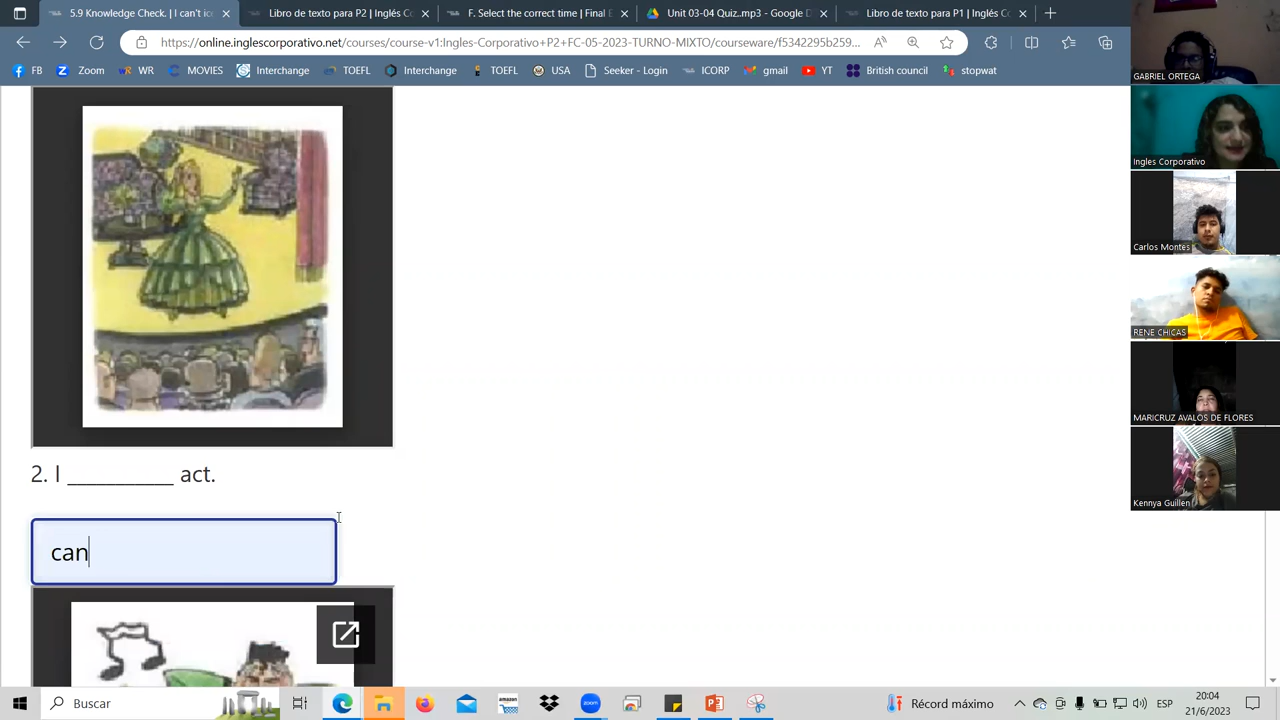 5.9 Knowledge Check. | I can't ic
Libro de texto para P2 | Inglés Co
F. Select the correct time | Final E
Unit 03-04 Quiz..mp3 - Google D
Libro de texto para P1 | Inglés Co
https://online.inglescorporativo.net/courses/course-v1:Ingles-Corporativo+P2+FC-05-2023-TURNO-MIXTO/courseware/f5342295b259...
FB Zoom WR MOVIES Interchange TOEFL Interchange TOEFL USA Seeker - Login ICORP gmail YT British council stopwat
GABRIEL ORTEGA
Ingles Corporativo
Carlos Montes
RENE CHICAS
MARICRUZ AVALOS DE FLORES
Kennya Guillen
2. I ___________ act.
can
Buscar
Récord máximo
ESP
20:04
21/6/2023